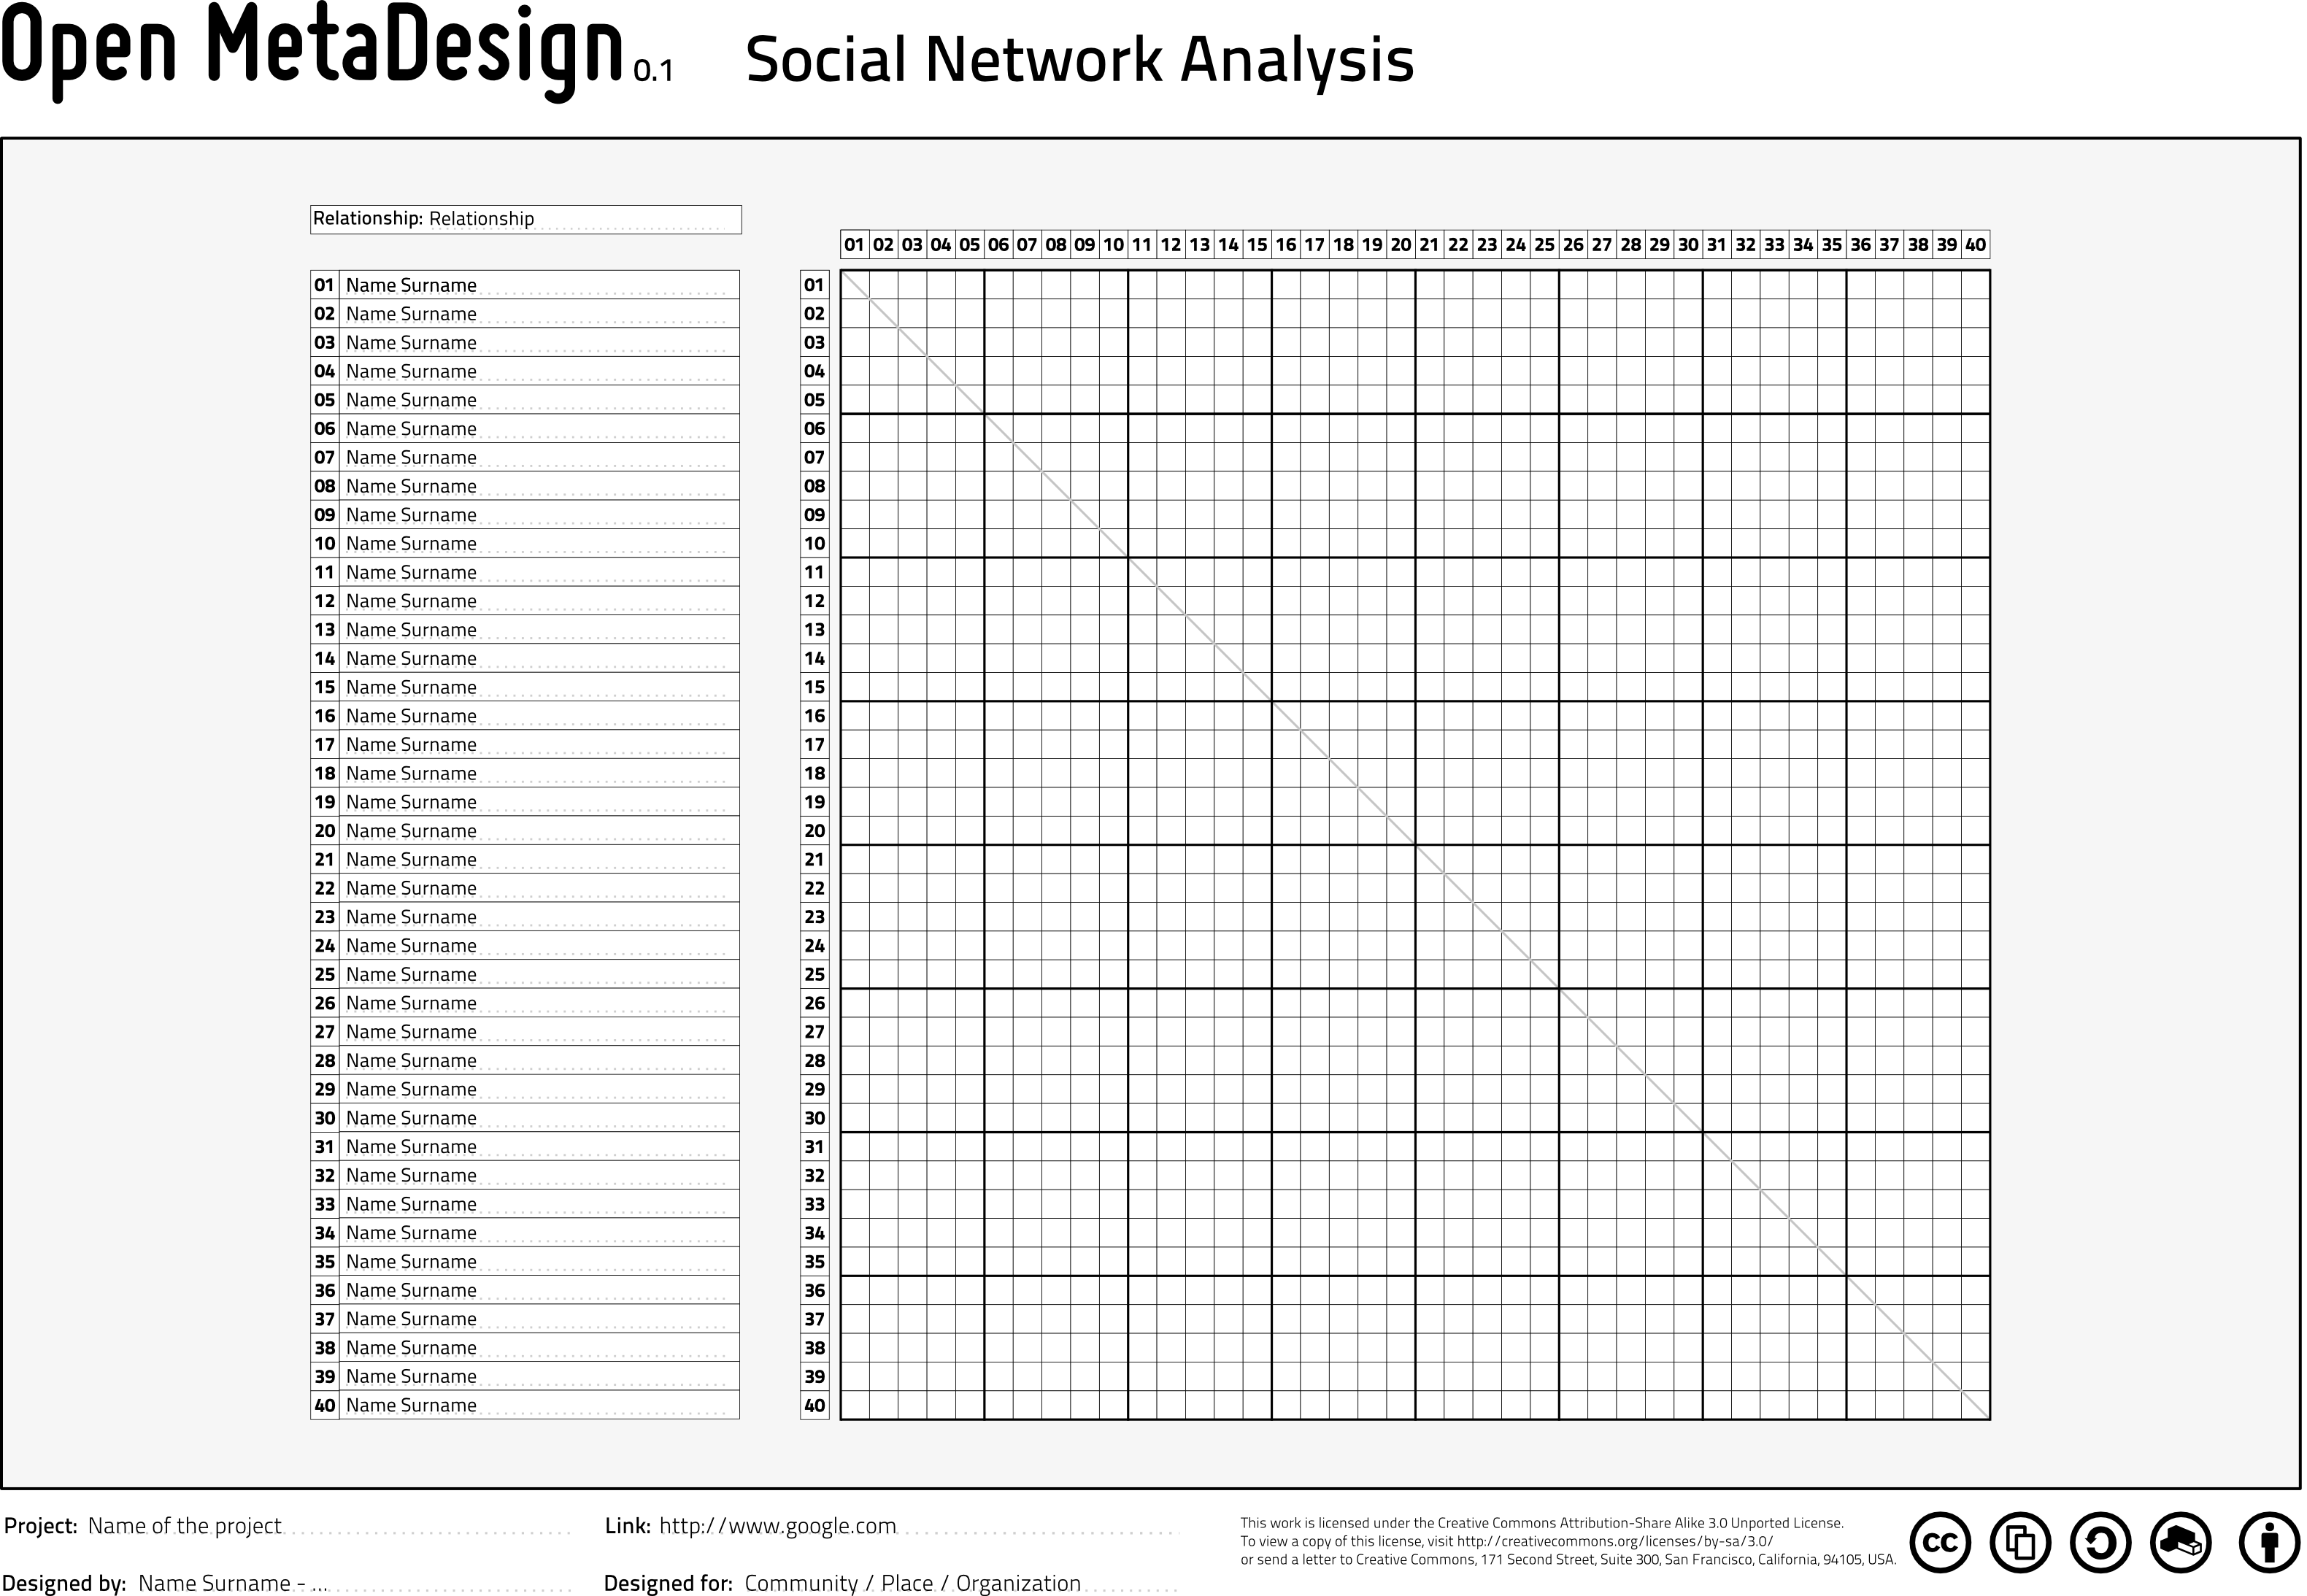 Open MetaDesign 0.1 Social Network Analysis
Relationship: Relationship
01 02 03 04 05 06 07 08 09 10 11 12 13 14 15 16 17 18 19 20 21 22 23 24 25 26 27 28 29 30 31 32 33 34 35 36 37 38 39 40
01 Name Surname 01
02 Name Surname 02
03 Name Surname 03
04 Name Surname 04
05 Name Surname 05
06 Name Surname 06
07 Name Surname 07
08 Name Surname 08
09 Name Surname 09
10 Name Surname 10
11 Name Surname 11
12 Name Surname 12
13 Name Surname 13
14 Name Surname 14
15 Name Surname 15
16 Name Surname 16
17 Name Surname 17
18 Name Surname 18
19 Name Surname 19
20 Name Surname 20
21 Name Surname 21
22 Name Surname 22
23 Name Surname 23
24 Name Surname 24
25 Name Surname 25
26 Name Surname 26
27 Name Surname 27
28 Name Surname 28
29 Name Surname 29
30 Name Surname 30
31 Name Surname 31
32 Name Surname 32
33 Name Surname 33
34 Name Surname 34
35 Name Surname 35
36 Name Surname 36
37 Name Surname 37
38 Name Surname 38
39 Name Surname 39
40 Name Surname 40
Project: Name of the project
Link: http://www.google.com
Designed by: Name Surname - ...
Designed for: Community / Place / Organization
This work is licensed under the Creative Commons Attribution-Share Alike 3.0 Unported License.
To view a copy of this license, visit http://creativecommons.org/licenses/by-sa/3.0/
or send a letter to Creative Commons, 171 Second Street, Suite 300, San Francisco, California, 94105, USA.
cc